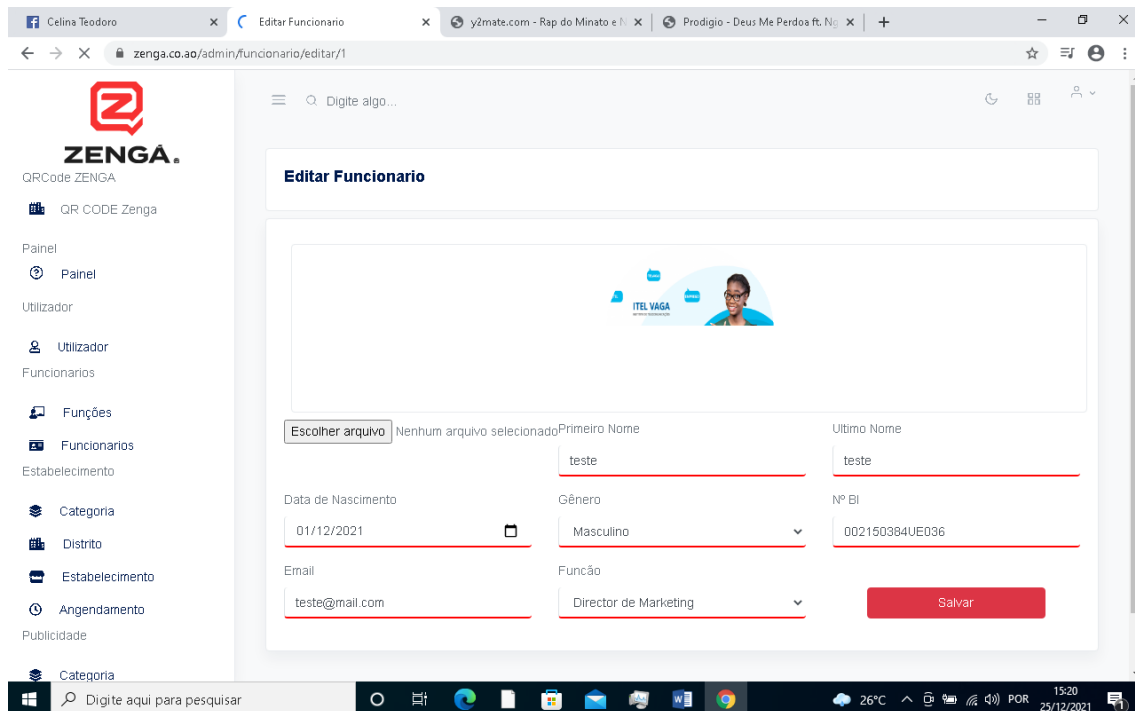 Celina Teodoro
Editar Funcionario
y2mate.com - Rap do Minato e N
Prodigio - Deus Me Perdoa ft. Ng
zenga.co.ao/admin/funcionario/editar/1
ZENGÁ
QRCode ZENGA
QR CODE Zenga
Painel
Painel
Utilizador
Utilizador
Funcionarios
Funções
Funcionarios
Estabelecimento
Categoria
Distrito
Estabelecimento
Angendamento
Publicidade
Categoria
Digite algo...
Editar Funcionario
ITEL VAGA
Escolher arquivo Nenhum arquivo selecionado
Primeiro Nome
teste
Ultimo Nome
teste
Data de Nascimento
01/12/2021
Gênero
Masculino
Nº BI
002150384UE036
Email
teste@mail.com
Funcão
Director de Marketing
Salvar
Digite aqui para pesquisar
26°C
POR
15:20
25/12/2021